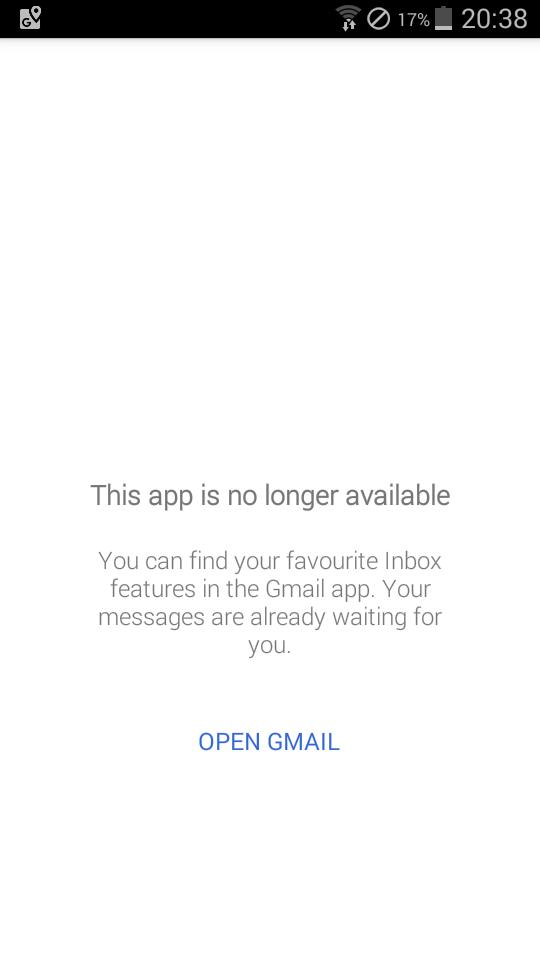 17% 20:38
This app is no longer available
You can find your favourite Inbox
features in the Gmail app. Your
messages are already waiting for
you.
OPEN GMAIL